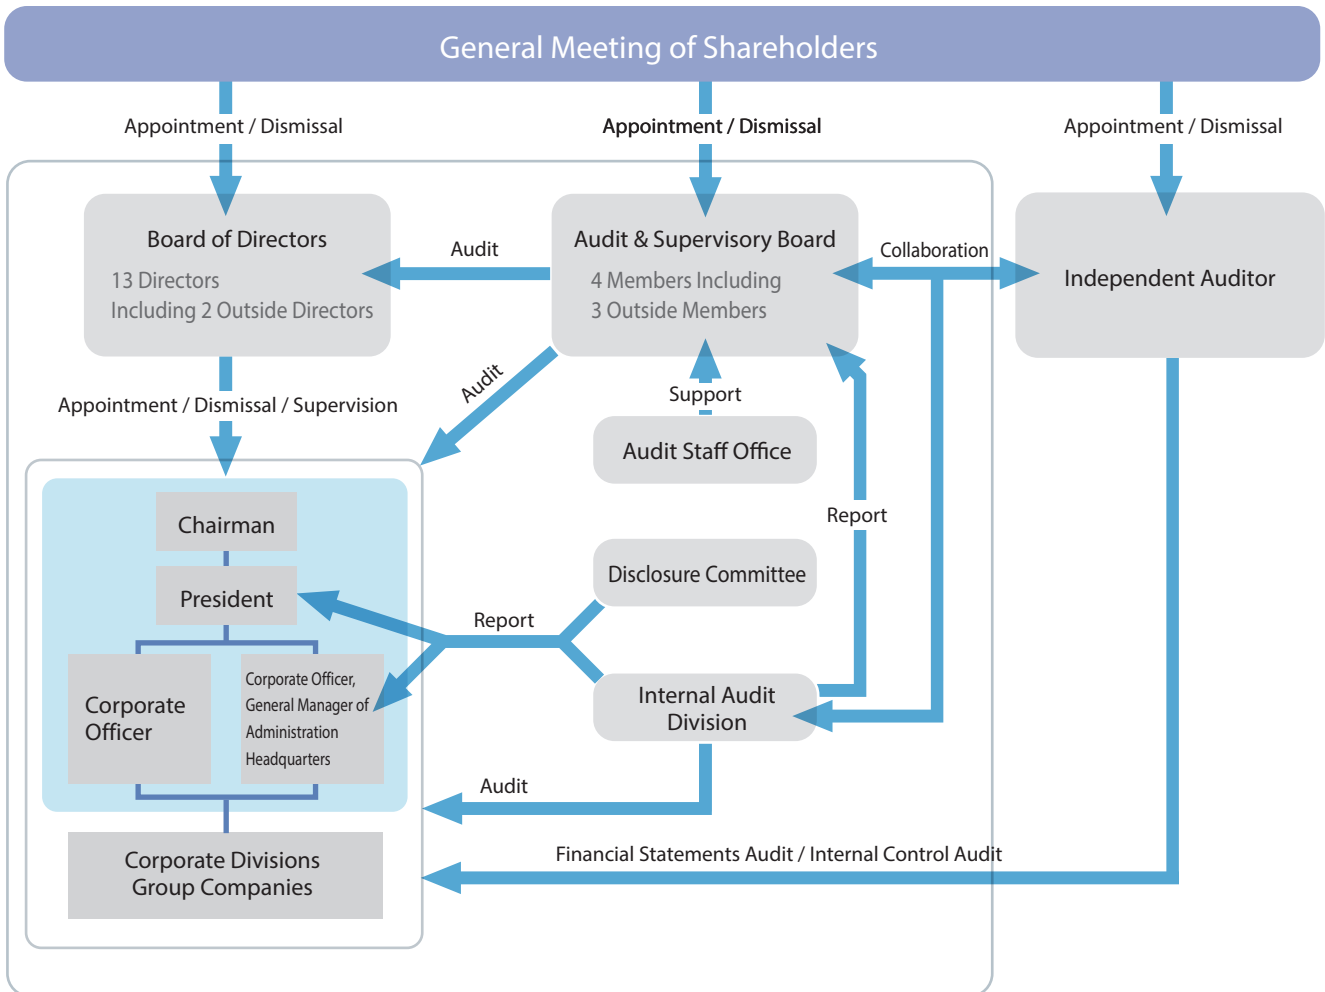 General Meeting of Shareholders
Appointment / Dismissal
Appointment / Dismissal
Appointment / Dismissal
Board of Directors
13 Directors
Including 2 Outside Directors
Audit
Audit & Supervisory Board
4 Members Including
3 Outside Members
Collaboration
Independent Auditor
Appointment / Dismissal / Supervision
Audit
Support
Audit Staff Office
Report
Chairman
President
Corporate
Officer
Corporate Officer,
General Manager of
Administration
Headquarters
Report
Disclosure Committee
Internal Audit
Division
Audit
Corporate Divisions
Group Companies
Financial Statements Audit / Internal Control Audit